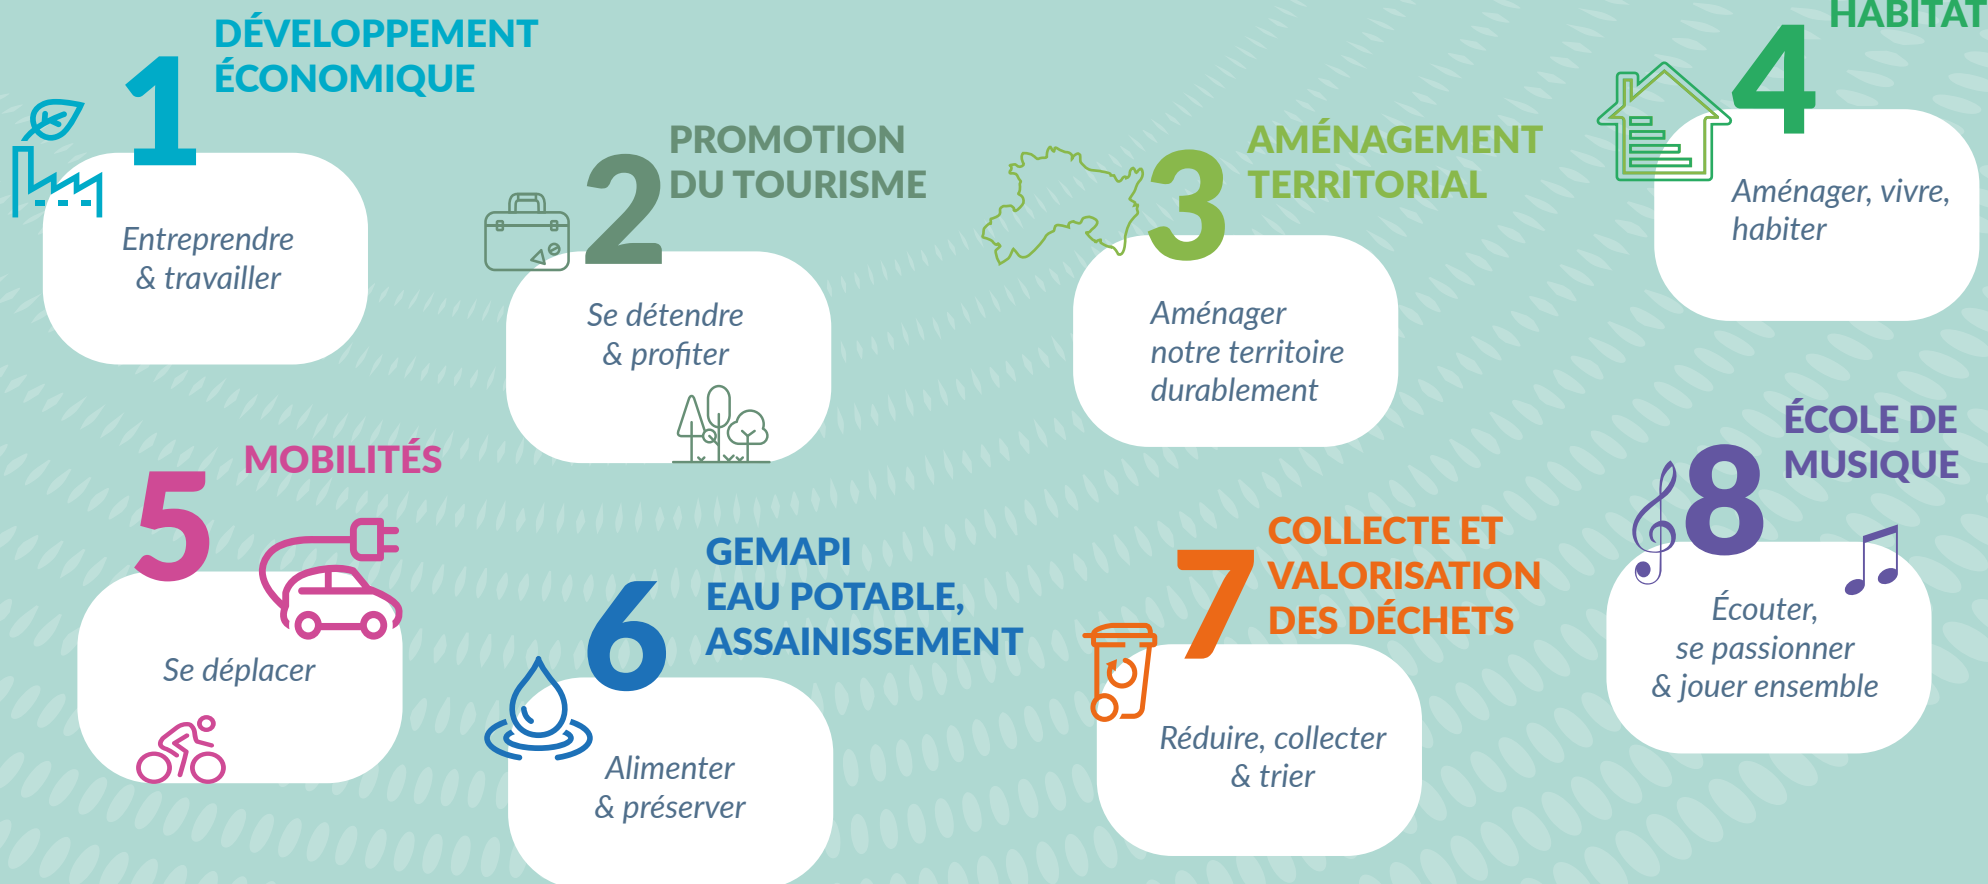 1
DÉVELOPPEMENT
ÉCONOMIQUE
Entreprendre
& travailler
2
PROMOTION
DU TOURISME
Se détendre
& profiter
3
AMÉNAGEMENT
TERRITORIAL
Aménager
notre territoire
durablement
4
HABITAT
Aménager, vivre,
habiter
5
MOBILITÉS
Se déplacer
6
GEMAPI
EAU POTABLE,
ASSAINISSEMENT
Alimenter
& préserver
7
COLLECTE ET
VALORISATION
DES DÉCHETS
Réduire, collecter
& trier
8
ÉCOLE DE
MUSIQUE
Écouter,
se passionner
& jouer ensemble